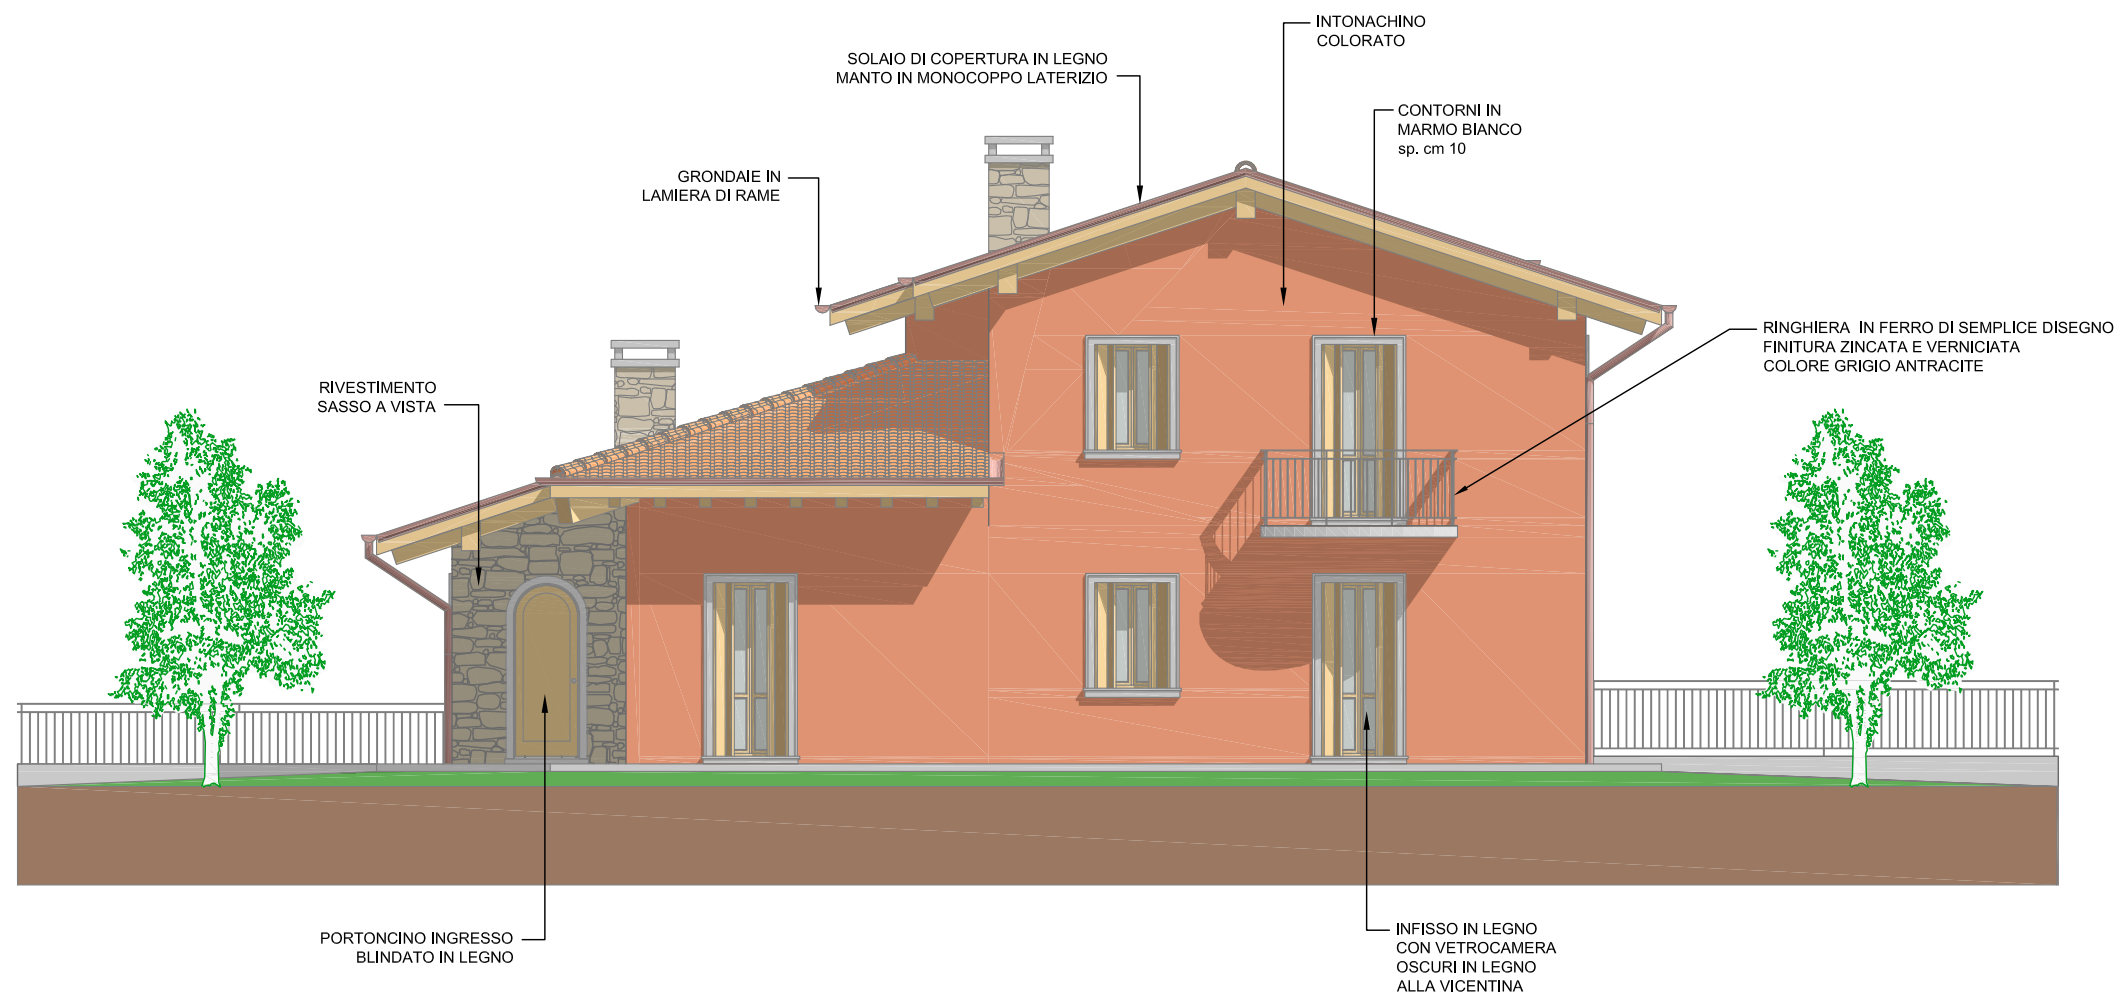 INTONACHINO
COLORATO
SOLAIO DI COPERTURA IN LEGNO
MANTO IN MONOCOPPO LATERIZIO
CONTORNI IN
MARMO BIANCO
sp. cm 10
GRONDAIE IN
LAMIERA DI RAME
RINGHIERA IN FERRO DI SEMPLICE DISEGNO
FINITURA ZINCATA E VERNICIATA
COLORE GRIGIO ANTRACITE
RIVESTIMENTO
SASSO A VISTA
PORTONCINO INGRESSO
BLINDATO IN LEGNO
INFISSO IN LEGNO
CON VETROCAMERA
OSCURI IN LEGNO
ALLA VICENTINA